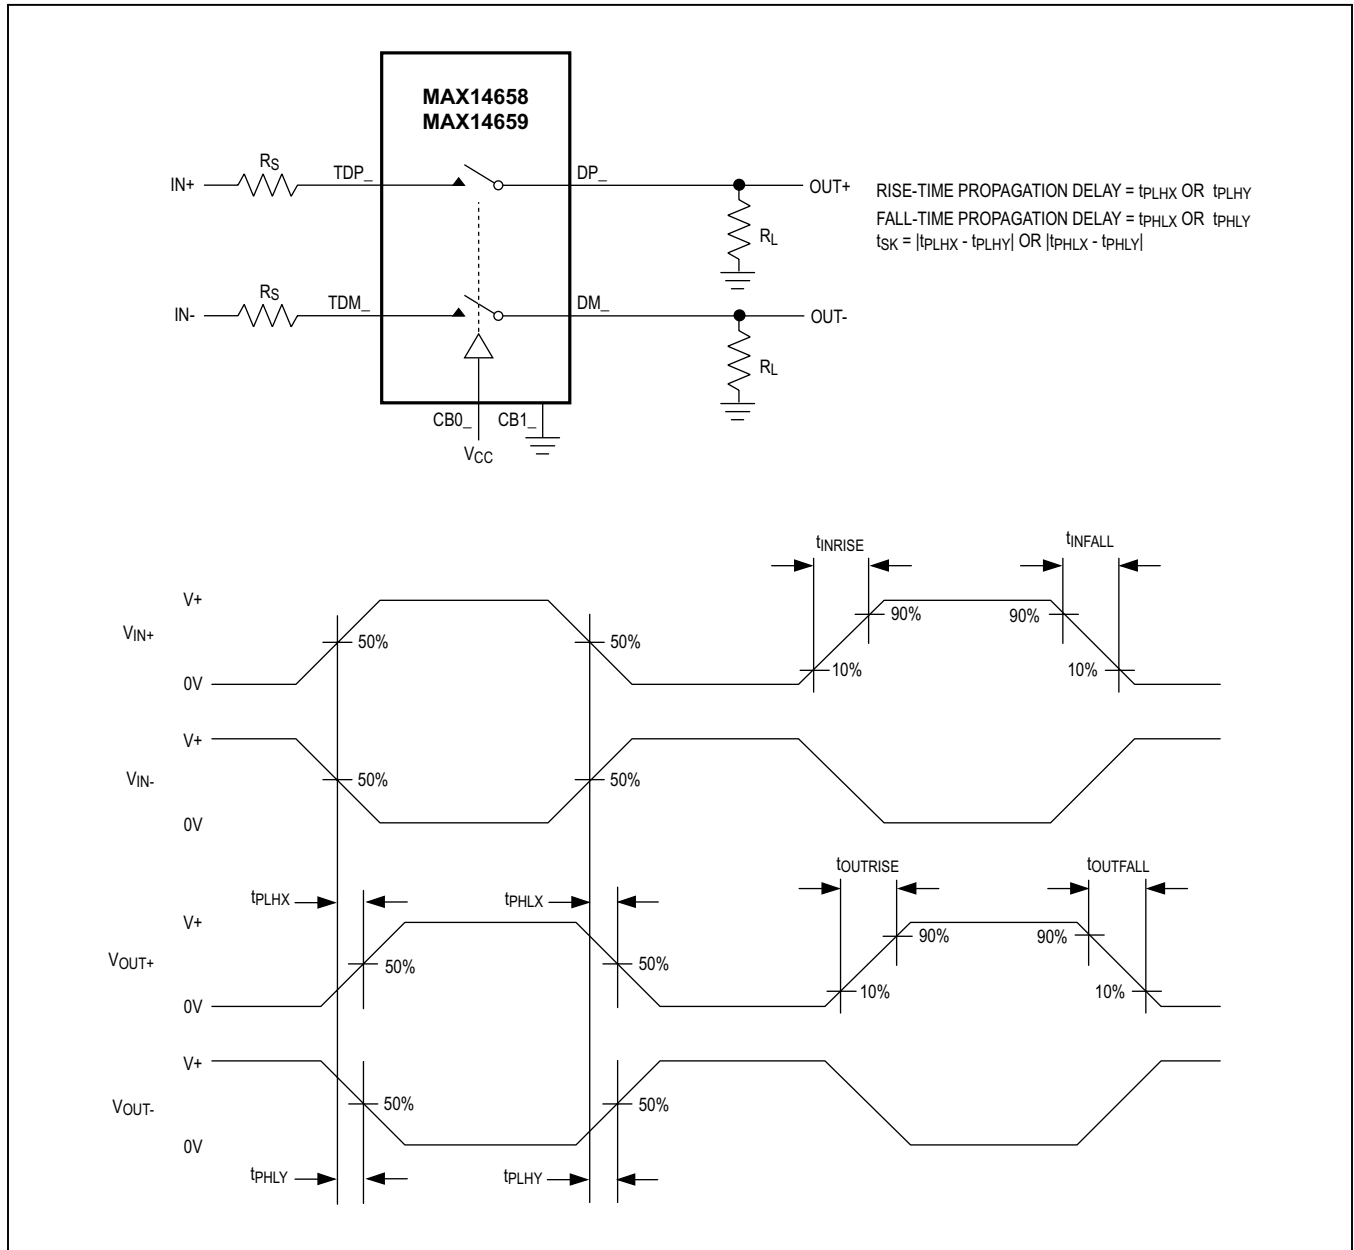 MAX14658
MAX14659
IN+ RS TDP_ DP_ OUT+
RL
IN- RS TDM_ DM_ OUT-
RL
CB0_ CB1_
VCC
RISE-TIME PROPAGATION DELAY = tPLHX OR tPLHY
FALL-TIME PROPAGATION DELAY = tPHLX OR tPHLY
tSK = |tPLHX - tPLHY| OR |tPHLX - tPHLY|
tINRISE tINFALL
V+
90% 90%
VIN+ 50% 50%
10% 10%
0V
V+
VIN- 50% 50%
0V
tOUTRISE tOUTFALL
tPLHX tPHLX
V+
90% 90%
VOUT+ 50% 50%
10% 10%
0V
V+
VOUT- 50% 50%
0V
tPHLY tPLHY